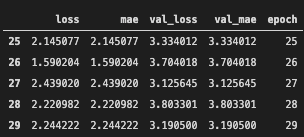 loss mae val_loss val_mae epoch
25 2.145077 2.145077 3.334012 3.334012 25
26 1.590204 1.590204 3.704018 3.704018 26
27 2.439020 2.439020 3.125645 3.125645 27
28 2.220982 2.220982 3.803301 3.803301 28
29 2.244222 2.244222 3.190500 3.190500 29